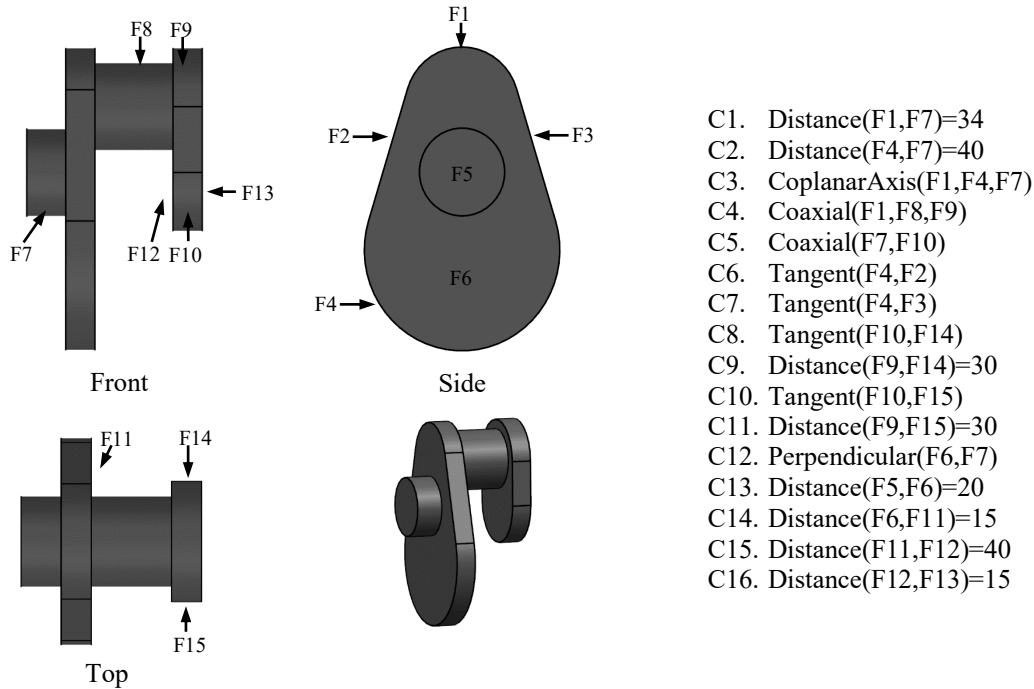 F1
F8
F9
F2
F3
F5
F13
F7
F12
F10
F6
F4
Front
Side
F11
F14
F15
Top
C1. Distance(F1,F7)=34
C2. Distance(F4,F7)=40
C3. CoplanarAxis(F1,F4,F7)
C4. Coaxial(F1,F8,F9)
C5. Coaxial(F7,F10)
C6. Tangent(F4,F2)
C7. Tangent(F4,F3)
C8. Tangent(F10,F14)
C9. Distance(F9,F14)=30
C10. Tangent(F10,F15)
C11. Distance(F9,F15)=30
C12. Perpendicular(F6,F7)
C13. Distance(F5,F6)=20
C14. Distance(F6,F11)=15
C15. Distance(F11,F12)=40
C16. Distance(F12,F13)=15